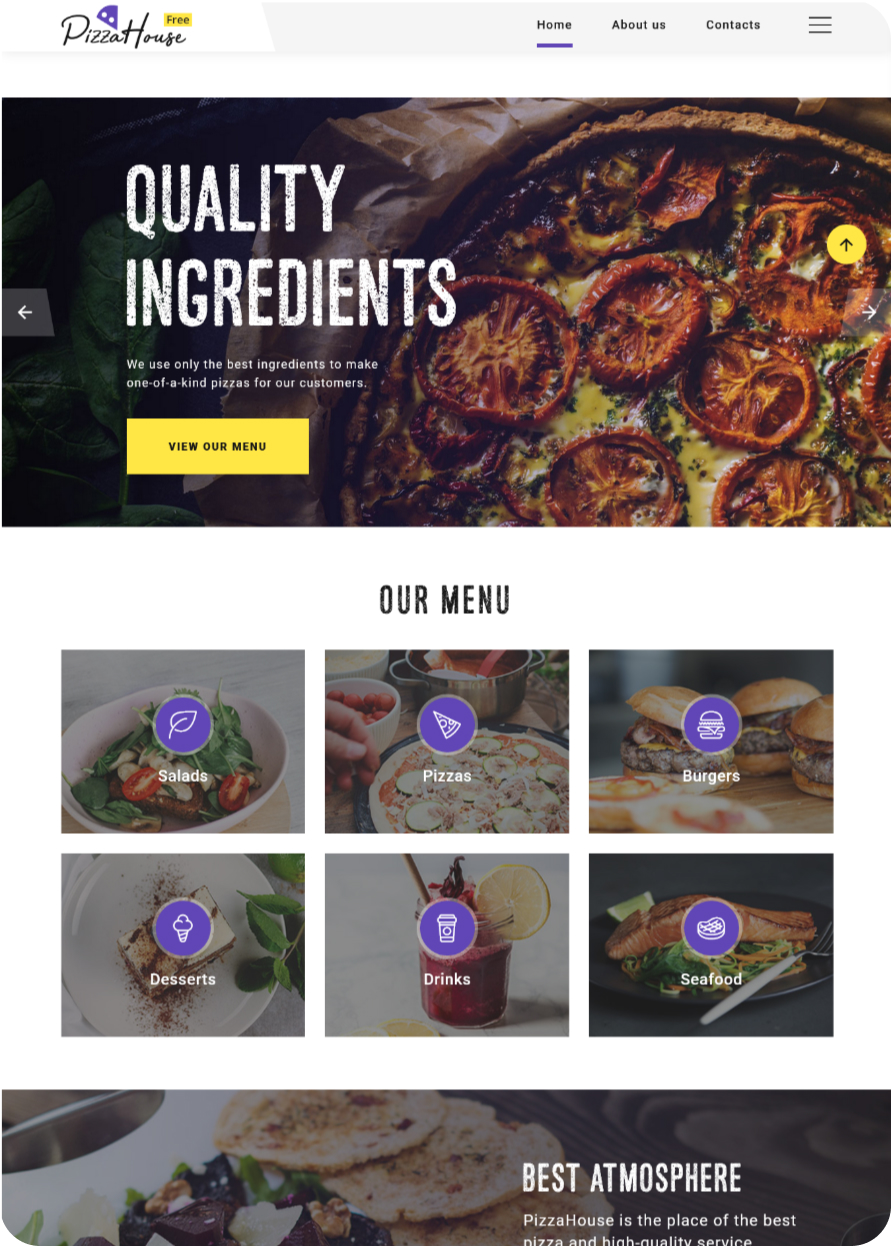 PizzaHouse
Free
Home
About us
Contacts
QUALITY
INGREDIENTS
We use only the best ingredients to make
one-of-a-kind pizzas for our customers.
VIEW OUR MENU
OUR MENU
Salads
Pizzas
Burgers
Desserts
Drinks
Seafood
BEST ATMOSPHERE
PizzaHouse is the place of the best
pizza and high-quality service